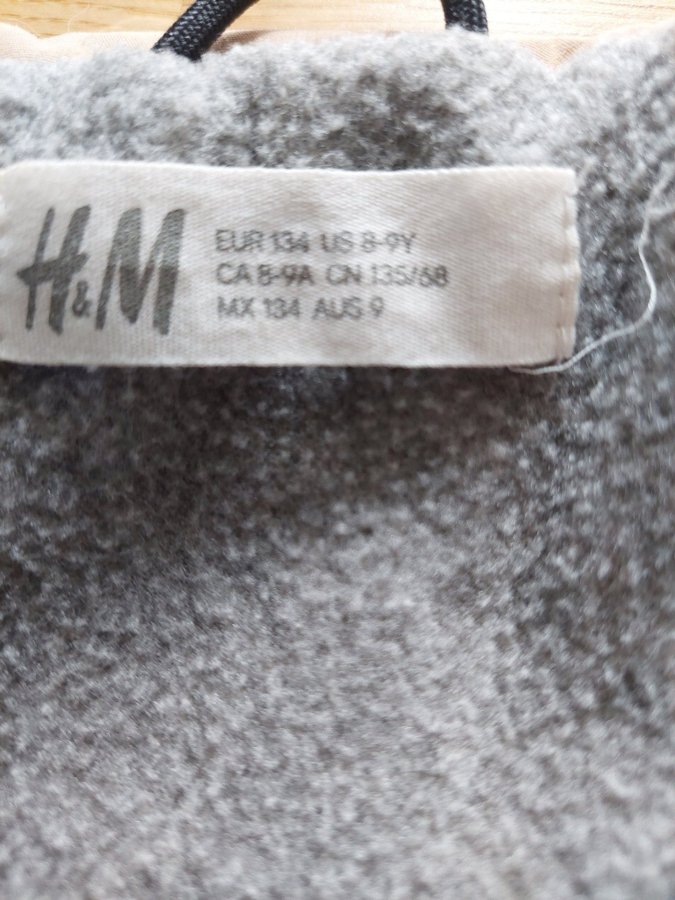 H&M
EUR 134 US 8-9Y
CA 8-9A CN 135/68
MX 134 AUS 9